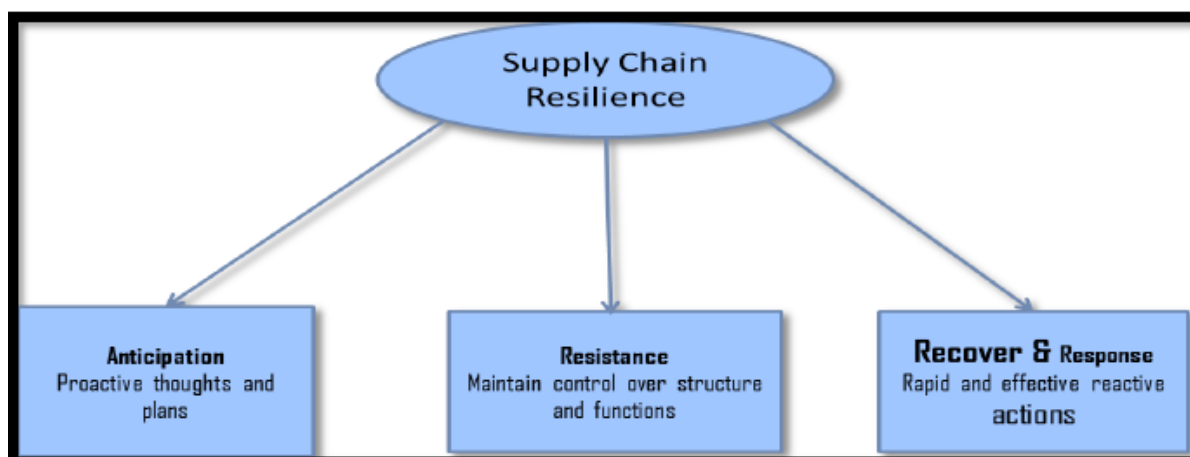 Supply Chain
Resilience
Anticipation
Proactive thoughts and
plans
Resistance
Maintain control over structure
and functions
Recover & Response
Rapid and effective reactive
actions